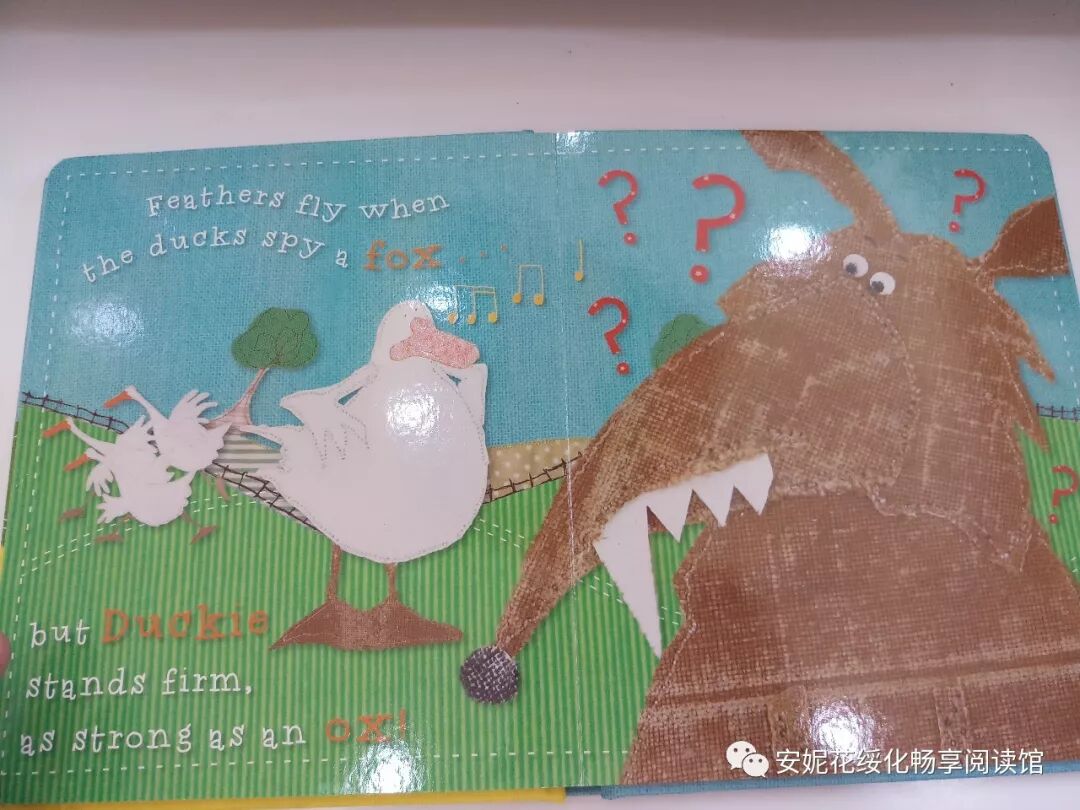 Feathers fly when
the ducks spy a fox...
? ? ? ? ?
but Duckie
stands firm,
as strong as an ox!
安妮花绥化畅享阅读馆